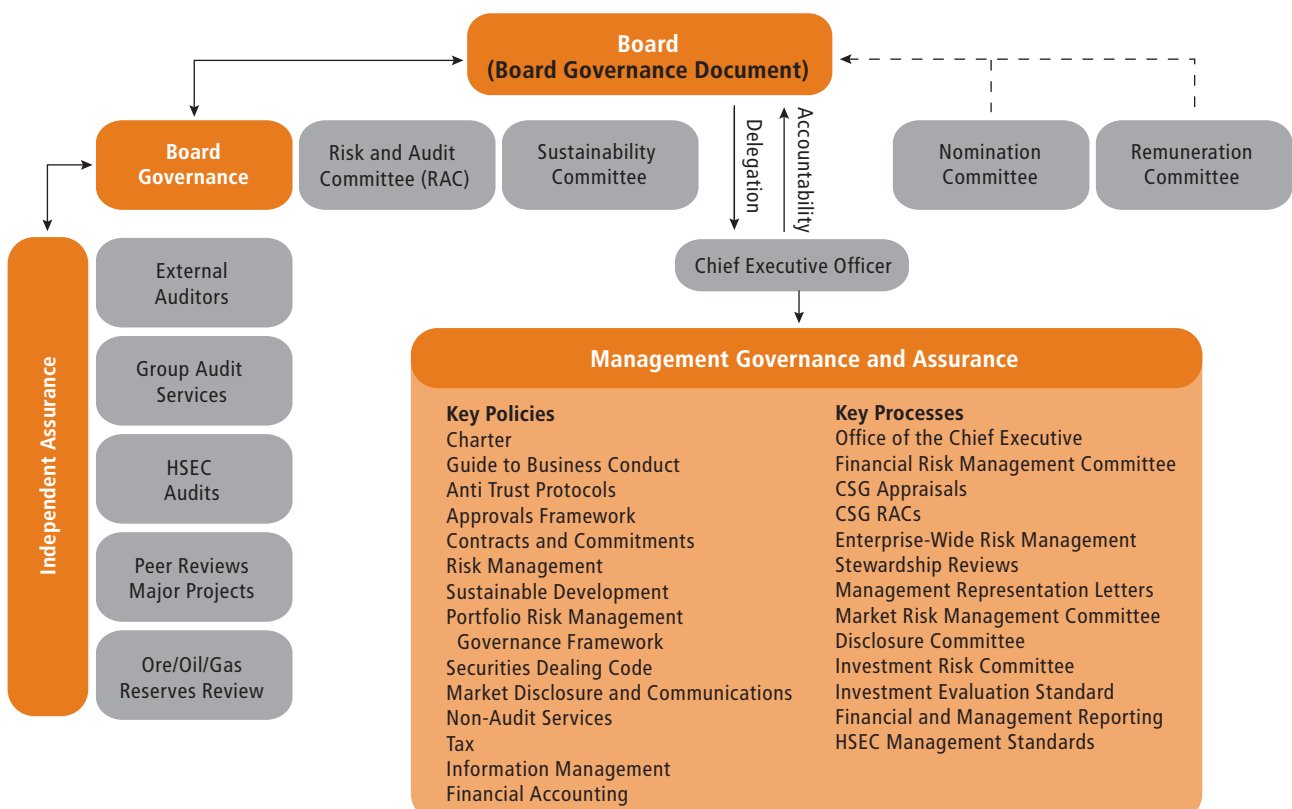 Board
(Board Governance Document)
Board
Governance
Risk and Audit
Committee (RAC)
Sustainability
Committee
Delegation
Accountability
Nomination
Committee
Remuneration
Committee
Chief Executive Officer
Independent Assurance
External
Auditors
Group Audit
Services
HSEC
Audits
Peer Reviews
Major Projects
Ore/Oil/Gas
Reserves Review
Management Governance and Assurance
Key Policies
Charter
Guide to Business Conduct
Anti Trust Protocols
Approvals Framework
Contracts and Commitments
Risk Management
Sustainable Development
Portfolio Risk Management
Governance Framework
Securities Dealing Code
Market Disclosure and Communications
Non-Audit Services
Tax
Information Management
Financial Accounting
Key Processes
Office of the Chief Executive
Financial Risk Management Committee
CSG Appraisals
CSG RACs
Enterprise-Wide Risk Management
Stewardship Reviews
Management Representation Letters
Market Risk Management Committee
Disclosure Committee
Investment Risk Committee
Investment Evaluation Standard
Financial and Management Reporting
HSEC Management Standards